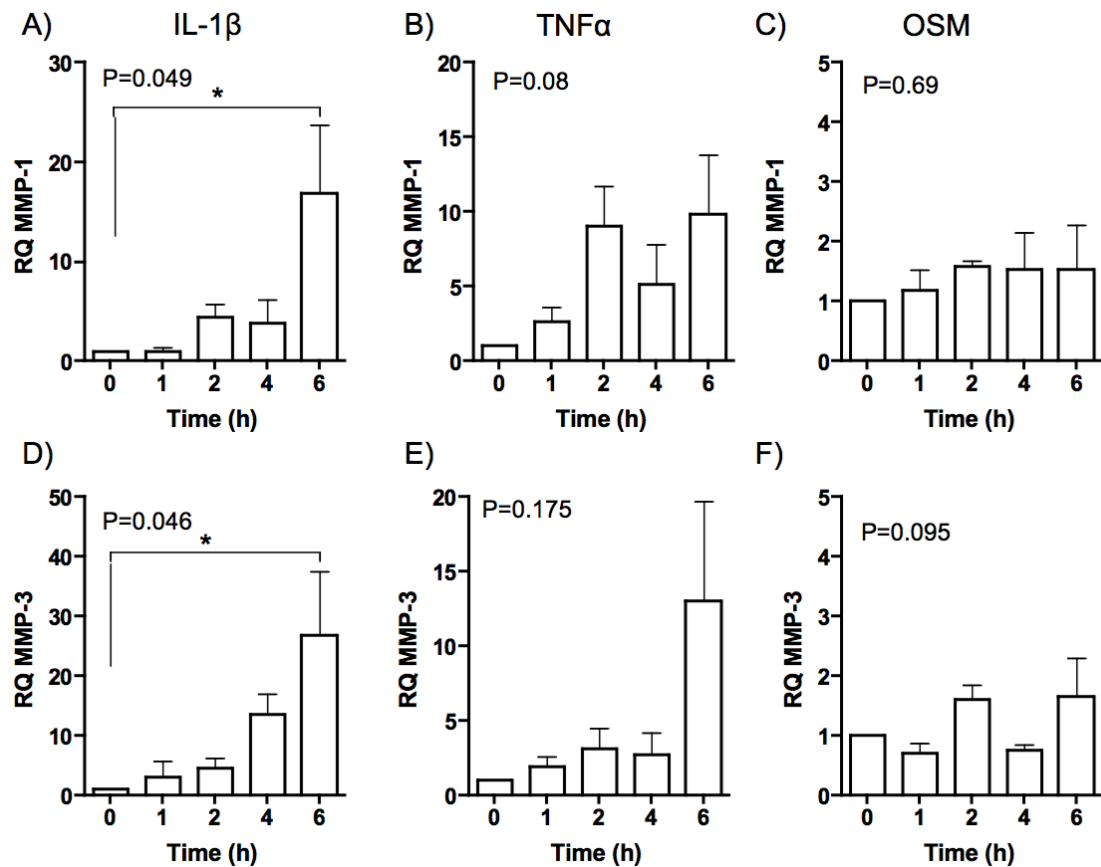 A) IL-1β
B) TNFα
C) OSM
P=0.049
*
30
20
10
0
RQ MMP-1
0 1 2 4 6
Time (h)
P=0.08
20
15
10
5
0
RQ MMP-1
0 1 2 4 6
Time (h)
P=0.69
5
4
3
2
1
0
RQ MMP-1
0 1 2 4 6
Time (h)
D)
P=0.046
*
50
40
30
20
10
0
RQ MMP-3
0 1 2 4 6
Time (h)
E)
P=0.175
20
15
10
5
0
RQ MMP-3
0 1 2 4 6
Time (h)
F)
P=0.095
5
4
3
2
1
0
RQ MMP-3
0 1 2 4 6
Time (h)